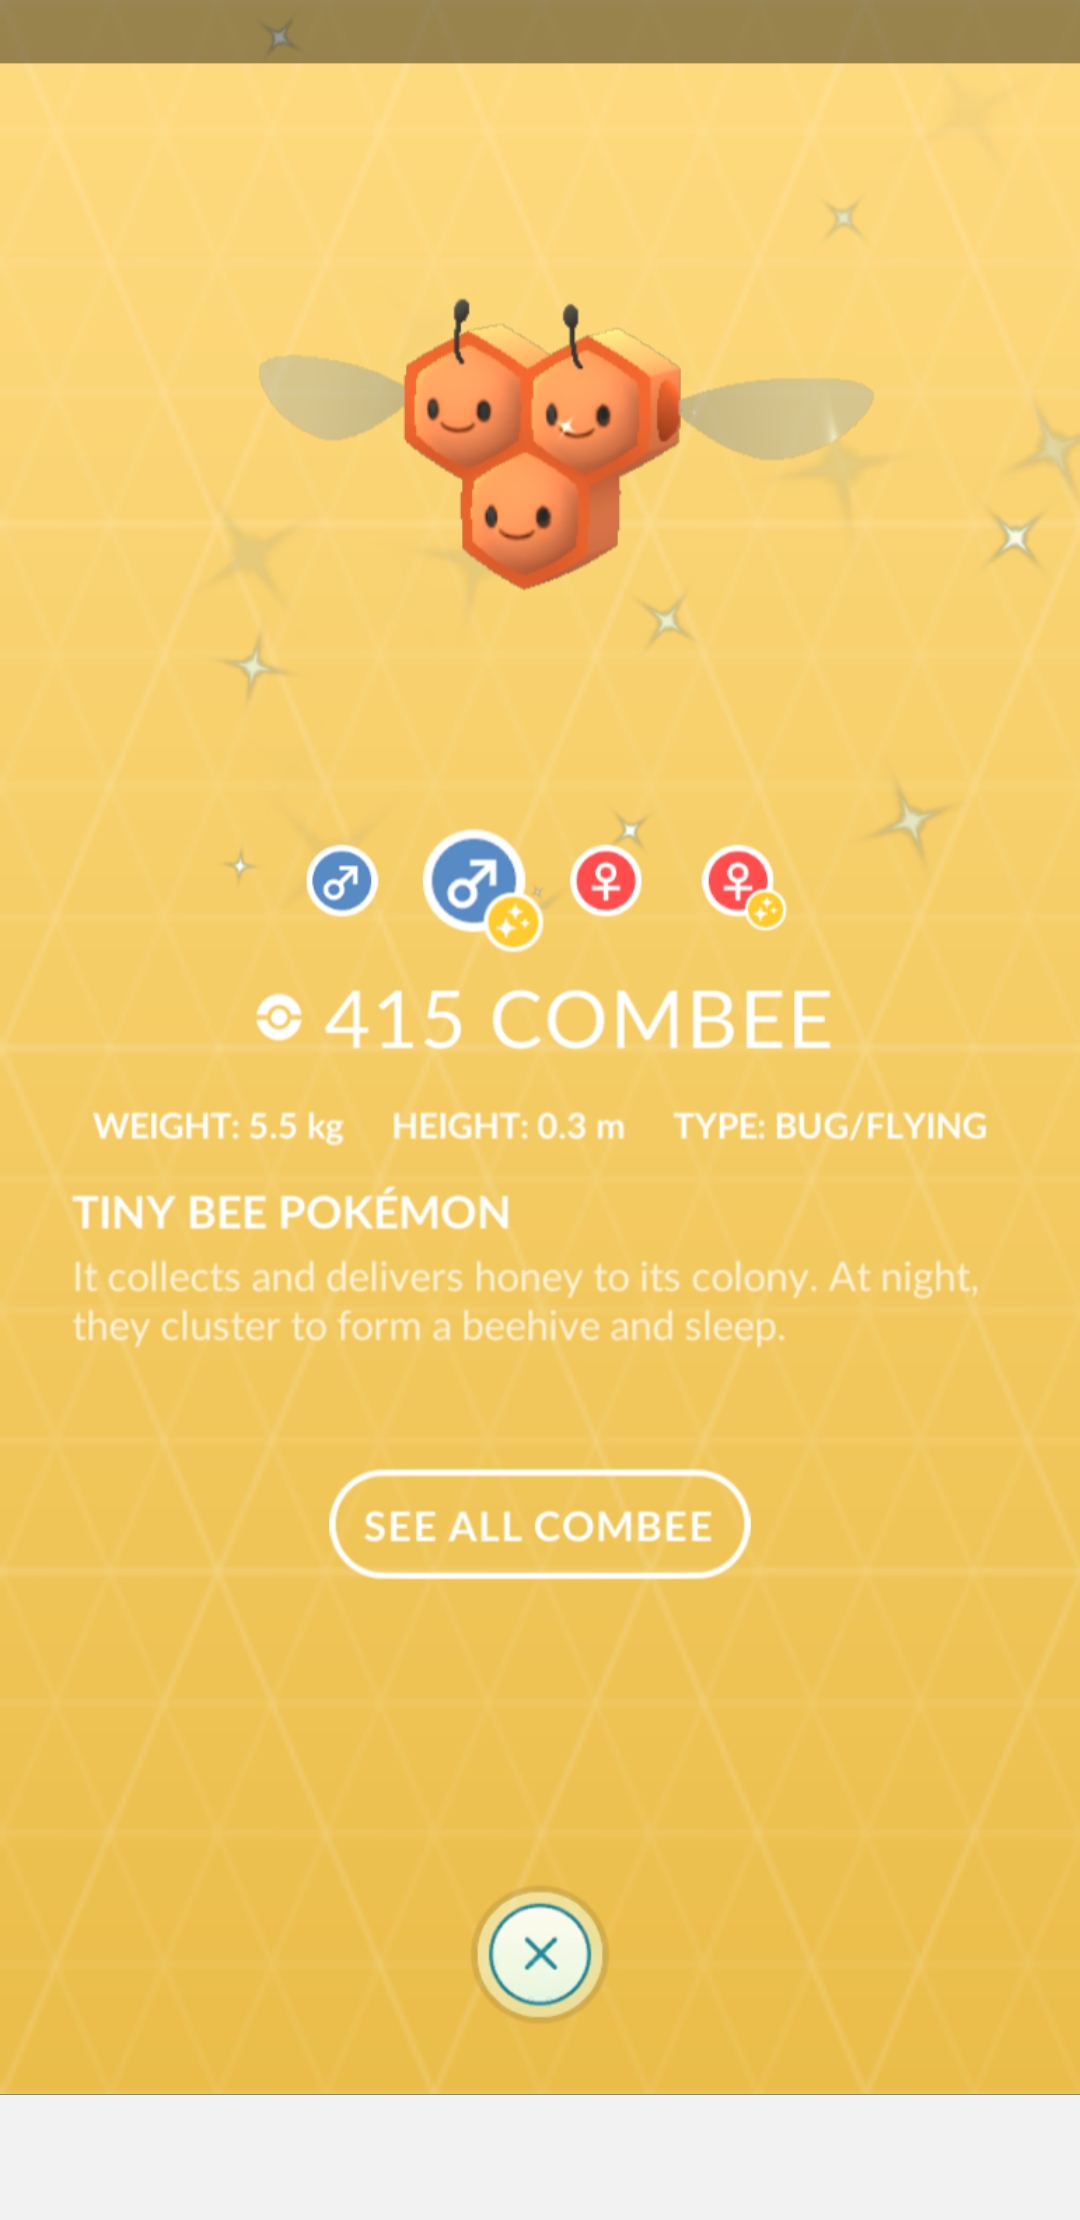 415 COMBEE
WEIGHT: 5.5 kg HEIGHT: 0.3 m TYPE: BUG/FLYING
TINY BEE POKÉMON
It collects and delivers honey to its colony. At night,
they cluster to form a beehive and sleep.
SEE ALL COMBEE